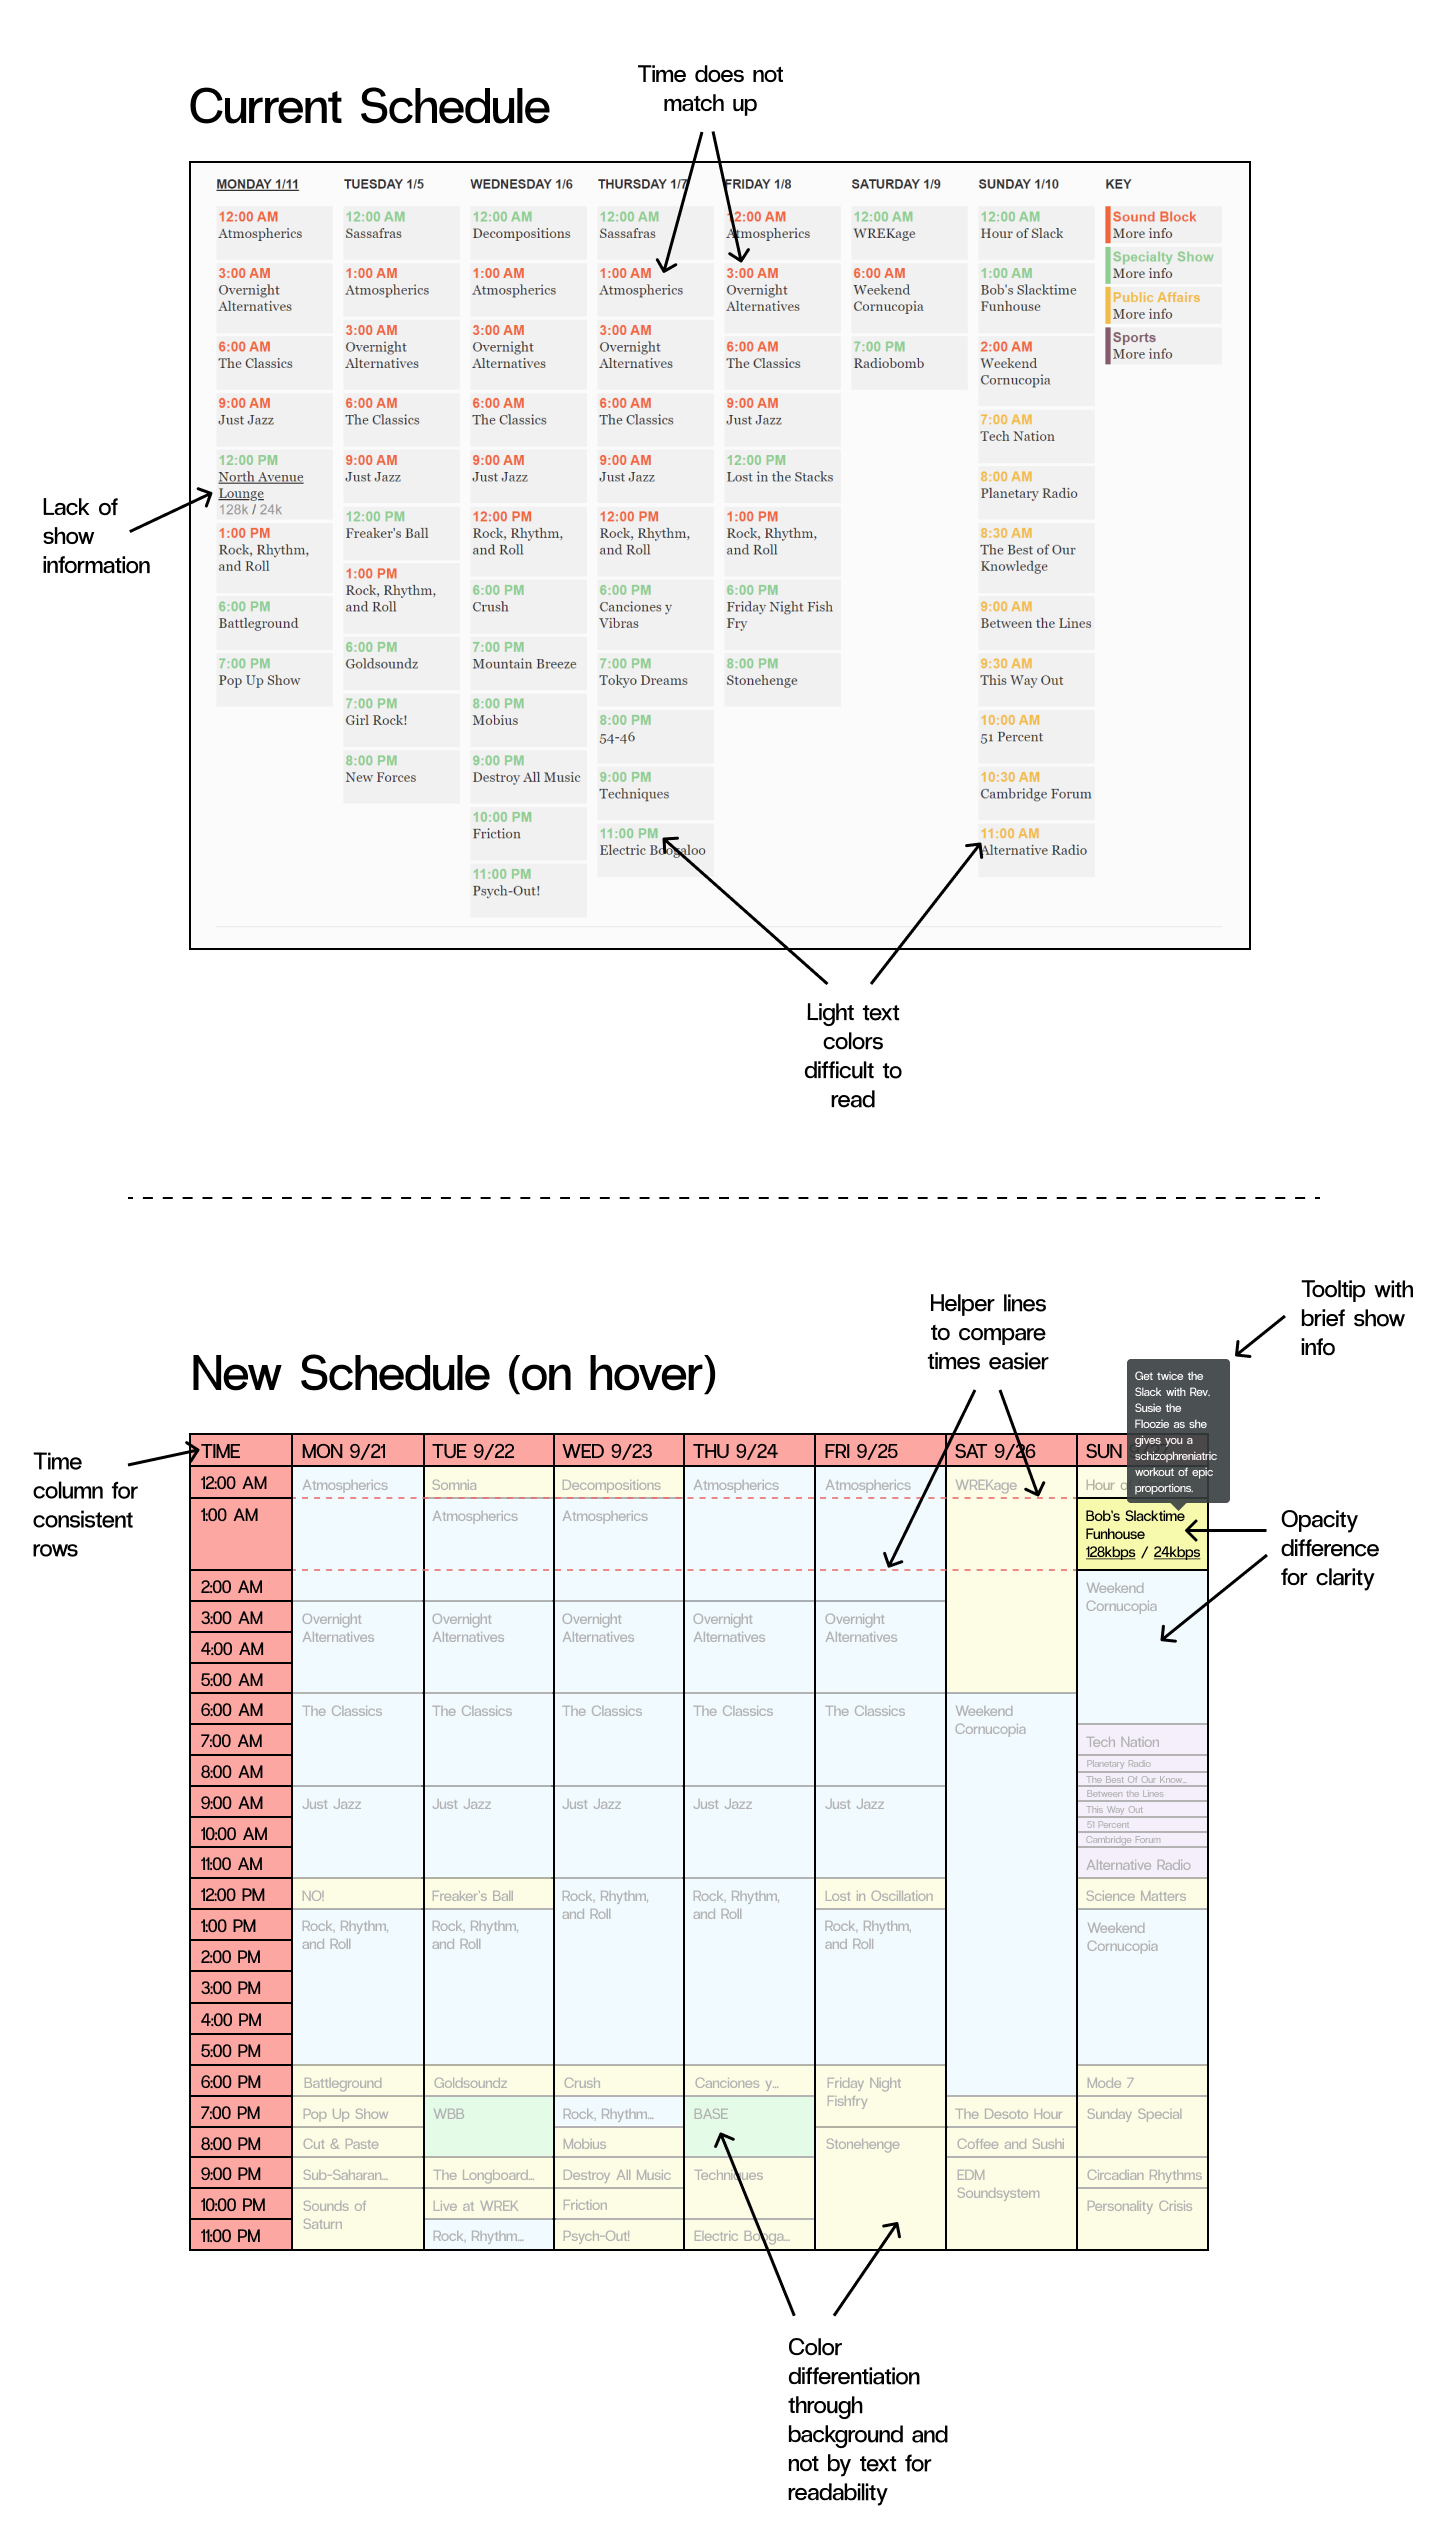 Time does not
match up
Current Schedule
MONDAY 1/11
TUESDAY 1/5
WEDNESDAY 1/6
THURSDAY 1/7
FRIDAY 1/8
SATURDAY 1/9
SUNDAY 1/10
KEY
12:00 AM
Atmospherics
3:00 AM
Overnight
Alternatives
6:00 AM
The Classics
9:00 AM
Just Jazz
12:00 PM
North Avenue
Lounge
128k / 24k
1:00 PM
Rock, Rhythm,
and Roll
6:00 PM
Battleground
7:00 PM
Pop Up Show
12:00 AM
Sassafras
1:00 AM
Atmospherics
3:00 AM
Overnight
Alternatives
6:00 AM
The Classics
9:00 AM
Just Jazz
12:00 PM
Freaker's Ball
1:00 PM
Rock, Rhythm,
and Roll
6:00 PM
Goldsoundz
7:00 PM
Girl Rock!
8:00 PM
New Forces
12:00 AM
Decompositions
1:00 AM
Atmospherics
3:00 AM
Overnight
Alternatives
6:00 AM
The Classics
9:00 AM
Just Jazz
12:00 PM
Rock, Rhythm,
and Roll
6:00 PM
Crush
7:00 PM
Mountain Breeze
8:00 PM
Mobius
9:00 PM
Destroy All Music
10:00 PM
Friction
11:00 PM
Psych-Out!
12:00 AM
Sassafras
1:00 AM
Atmospherics
3:00 AM
Overnight
Alternatives
6:00 AM
The Classics
9:00 AM
Just Jazz
12:00 PM
Rock, Rhythm,
and Roll
6:00 PM
Canciones y
Vibras
7:00 PM
Tokyo Dreams
8:00 PM
54-46
9:00 PM
Techniques
11:00 PM
Electric Boogaloo
12:00 AM
Atmospherics
3:00 AM
Overnight
Alternatives
6:00 AM
The Classics
9:00 AM
Just Jazz
12:00 PM
Lost in the Stacks
1:00 PM
Rock, Rhythm,
and Roll
6:00 PM
Friday Night Fish
Fry
8:00 PM
Stonehenge
12:00 AM
WREKage
6:00 AM
Weekend
Cornucopia
7:00 PM
Radiobomb
12:00 AM
Hour of Slack
1:00 AM
Bob's Slacktime
Funhouse
2:00 AM
Weekend
Cornucopia
7:00 AM
Tech Nation
8:00 AM
Planetary Radio
8:30 AM
The Best of Our
Knowledge
9:00 AM
Between the Lines
9:30 AM
This Way Out
10:00 AM
51 Percent
10:30 AM
Cambridge Forum
11:00 AM
Alternative Radio
Sound Block
More info
Specialty Show
More info
Public Affairs
More info
Sports
More info
Lack of
show
information
Light text
colors
difficult to
read
Helper lines
to compare
times easier
Tooltip with
brief show
info
New Schedule (on hover)
Get twice the
Slack with Rev.
Susie the
Floozie as she
gives you a
schizophreniatric
workout of epic
proportions.
Time
column for
consistent
rows
TIME
MON 9/21
TUE 9/22
WED 9/23
THU 9/24
FRI 9/25
SAT 9/26
SUN
12:00 AM
1:00 AM
2:00 AM
3:00 AM
4:00 AM
5:00 AM
6:00 AM
7:00 AM
8:00 AM
9:00 AM
10:00 AM
11:00 AM
12:00 PM
1:00 PM
2:00 PM
3:00 PM
4:00 PM
5:00 PM
6:00 PM
7:00 PM
8:00 PM
9:00 PM
10:00 PM
11:00 PM
Atmospherics
Overnight
Alternatives
The Classics
Just Jazz
NO!
Rock, Rhythm,
and Roll
Battleground
Pop Up Show
Cut & Paste
Sub-Saharan...
Sounds of
Saturn
Somnia
Atmospherics
Overnight
Alternatives
The Classics
Just Jazz
Freaker's Ball
Rock, Rhythm,
and Roll
Goldsoundz
WBB
The Longboard...
Live at WREK
Rock, Rhythm...
Decompositions
Atmospherics
Overnight
Alternatives
The Classics
Just Jazz
Rock, Rhythm,
and Roll
Crush
Rock, Rhythm...
Mobius
Destroy All Music
Friction
Psych-Out!
Atmospherics
Overnight
Alternatives
The Classics
Just Jazz
Rock, Rhythm,
and Roll
Canciones y...
BASE
Techniques
Electric Booga...
Atmospherics
Overnight
Alternatives
The Classics
Just Jazz
Lost in Oscillation
Rock, Rhythm,
and Roll
Friday Night
Fishfry
Stonehenge
WREKage
Weekend
Cornucopia
The Desoto Hour
Coffee and Sushi
EDM
Soundsystem
Hour
Bob's Slacktime
Funhouse
128kbps / 24kbps
Weekend
Cornucopia
Tech Nation
Planetary Radio
The Best Of Our Know...
Between the Lines
This Way Out
51 Percent
Cambridge Forum
Alternative Radio
Science Matters
Weekend
Cornucopia
Mode 7
Sunday Special
Circadian Rhythms
Personality Crisis
Opacity
difference
for clarity
Color
differentiation
through
background and
not by text for
readability